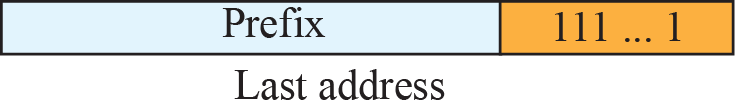 Prefix 111 ... 1
Last address